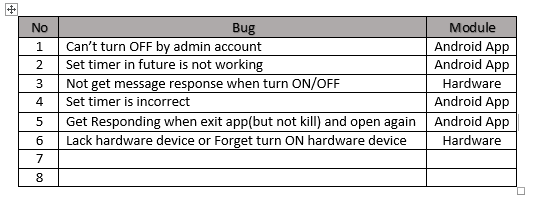 No Bug Module
1 Can't turn OFF by admin account Android App
2 Set timer in future is not working Android App
3 Not get message response when turn ON/OFF Hardware
4 Set timer is incorrect Android App
5 Get Responding when exit app(but not kill) and open again Android App
6 Lack hardware device or Forget turn ON hardware device Hardware
7
8